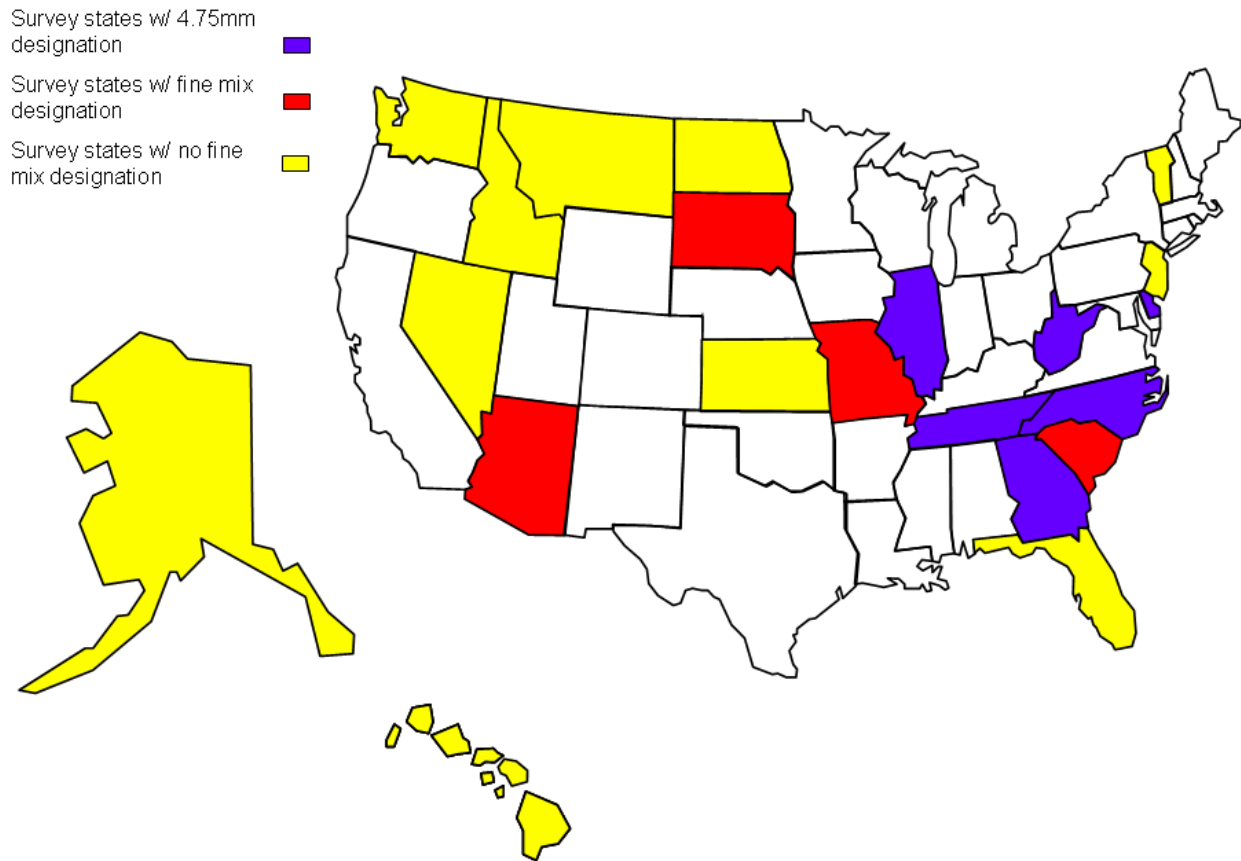 Survey states w/ 4.75mm
designation
Survey states w/ fine mix
designation
Survey states w/ no fine
mix designation